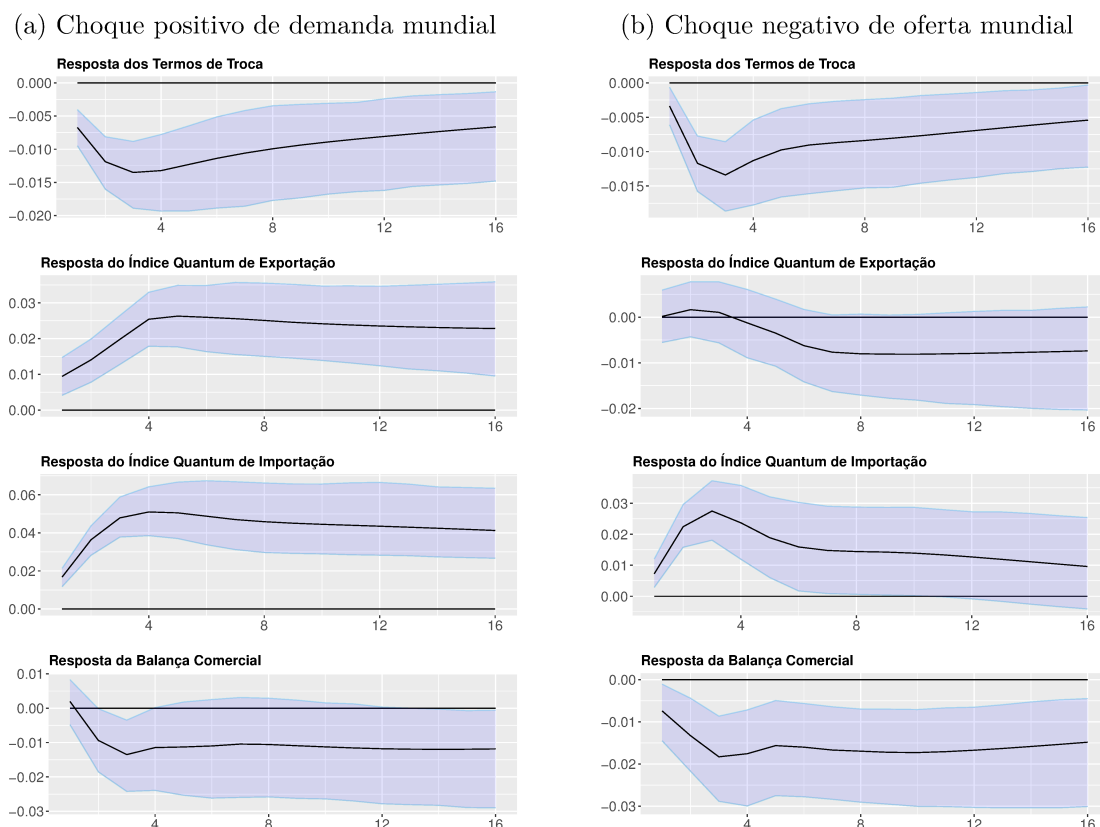 (a) Choque positivo de demanda mundial
Resposta dos Termos de Troca
0.000
−0.005
−0.010
−0.015
−0.020
4 8 12 16
Resposta do Índice Quantum de Exportação
0.03
0.02
0.01
0.00
4 8 12 16
Resposta do Índice Quantum de Importação
0.06
0.04
0.02
0.00
4 8 12 16
Resposta da Balança Comercial
0.01
0.00
−0.01
−0.02
−0.03
4 8 12 16
(b) Choque negativo de oferta mundial
Resposta dos Termos de Troca
0.000
−0.005
−0.010
−0.015
4 8 12 16
Resposta do Índice Quantum de Exportação
0.00
−0.01
−0.02
4 8 12 16
Resposta do Índice Quantum de Importação
0.03
0.02
0.01
0.00
4 8 12 16
Resposta da Balança Comercial
0.00
−0.01
−0.02
−0.03
4 8 12 16